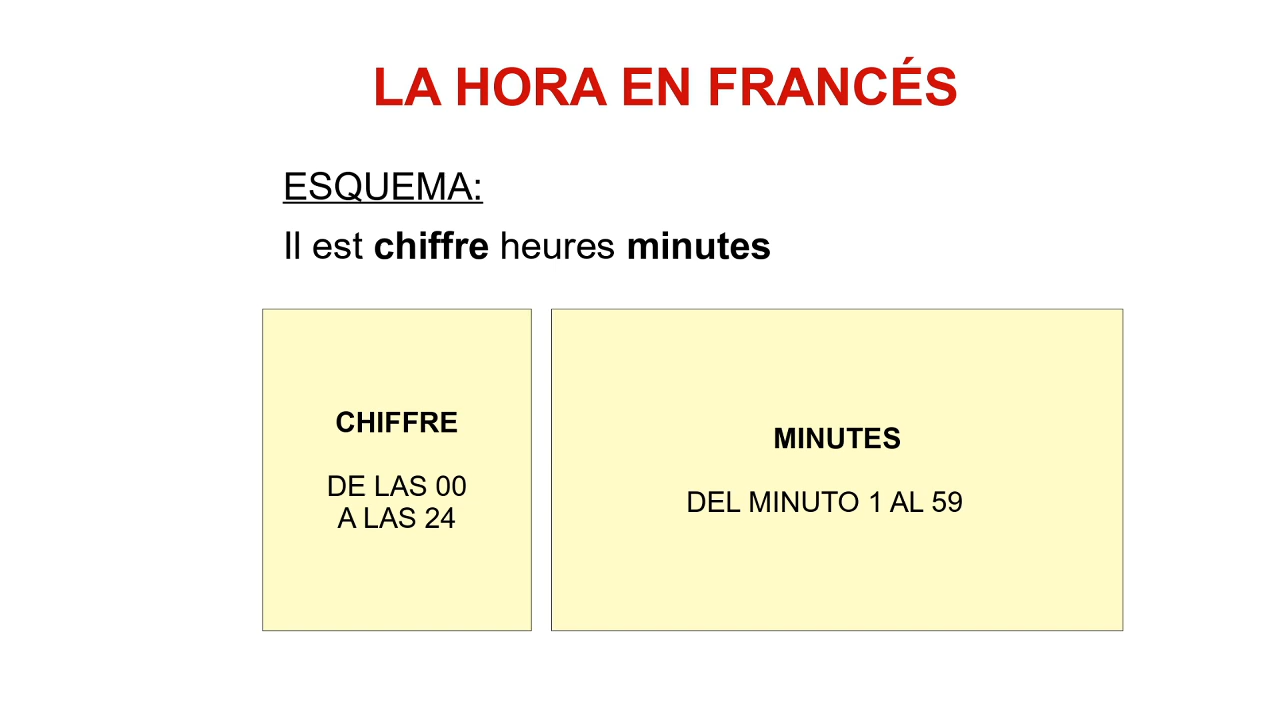 LA HORA EN FRANCÉS
ESQUEMA:
Il est chiffre heures minutes
CHIFFRE
DE LAS 00
A LAS 24
MINUTES
DEL MINUTO 1 AL 59